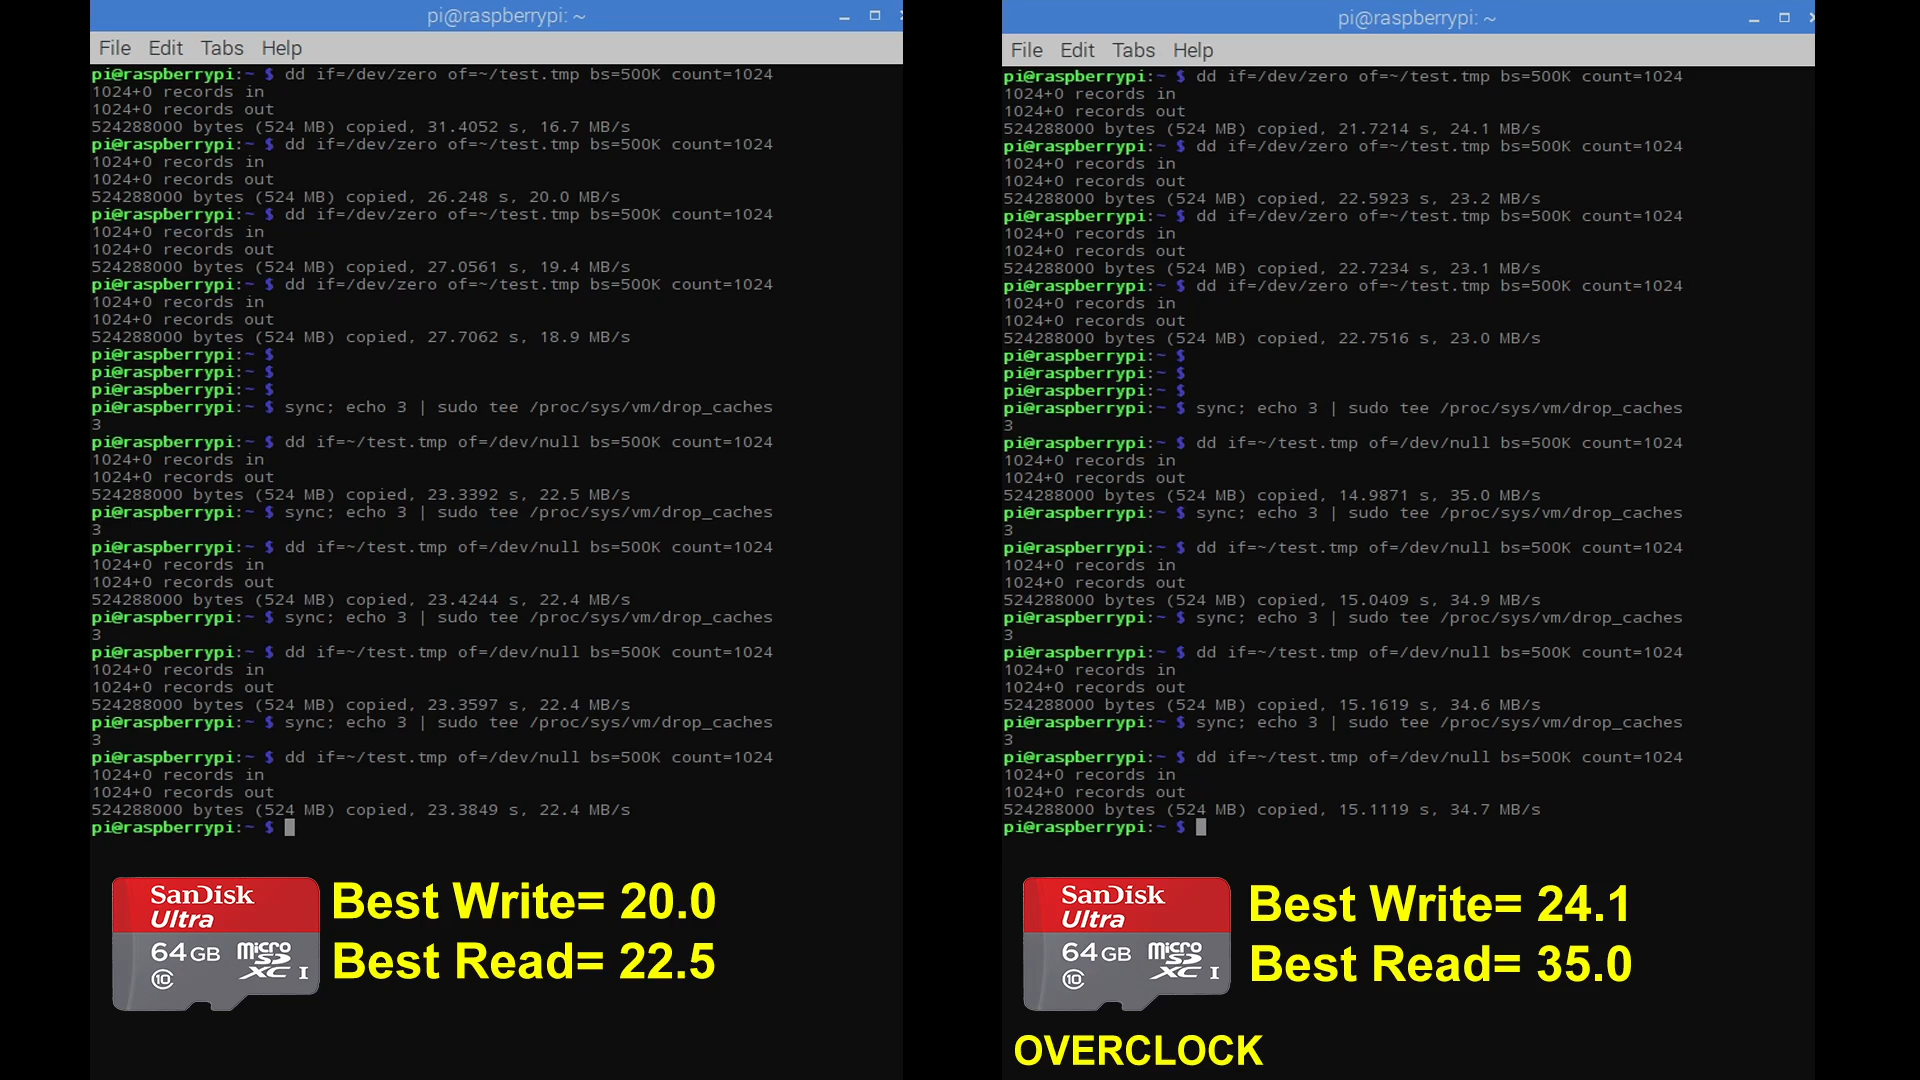 pi@raspberrypi: ~
File Edit Tabs Help
pi@raspberrypi:~ $ dd if=/dev/zero of=~/test.tmp bs=500K count=1024
1024+0 records in
1024+0 records out
524288000 bytes (524 MB) copied, 31.4052 s, 16.7 MB/s
pi@raspberrypi:~ $ dd if=/dev/zero of=~/test.tmp bs=500K count=1024
1024+0 records in
1024+0 records out
524288000 bytes (524 MB) copied, 26.248 s, 20.0 MB/s
pi@raspberrypi:~ $ dd if=/dev/zero of=~/test.tmp bs=500K count=1024
1024+0 records in
1024+0 records out
524288000 bytes (524 MB) copied, 27.0561 s, 19.4 MB/s
pi@raspberrypi:~ $ dd if=/dev/zero of=~/test.tmp bs=500K count=1024
1024+0 records in
1024+0 records out
524288000 bytes (524 MB) copied, 27.7062 s, 18.9 MB/s
pi@raspberrypi:~ $
pi@raspberrypi:~ $
pi@raspberrypi:~ $
pi@raspberrypi:~ $ sync; echo 3 | sudo tee /proc/sys/vm/drop_caches
3
pi@raspberrypi:~ $ dd if=~/test.tmp of=/dev/null bs=500K count=1024
1024+0 records in
1024+0 records out
524288000 bytes (524 MB) copied, 23.3392 s, 22.5 MB/s
pi@raspberrypi:~ $ sync; echo 3 | sudo tee /proc/sys/vm/drop_caches
3
pi@raspberrypi:~ $ dd if=~/test.tmp of=/dev/null bs=500K count=1024
1024+0 records in
1024+0 records out
524288000 bytes (524 MB) copied, 23.4244 s, 22.4 MB/s
pi@raspberrypi:~ $ sync; echo 3 | sudo tee /proc/sys/vm/drop_caches
3
pi@raspberrypi:~ $ dd if=~/test.tmp of=/dev/null bs=500K count=1024
1024+0 records in
1024+0 records out
524288000 bytes (524 MB) copied, 23.3597 s, 22.4 MB/s
pi@raspberrypi:~ $ sync; echo 3 | sudo tee /proc/sys/vm/drop_caches
3
pi@raspberrypi:~ $ dd if=~/test.tmp of=/dev/null bs=500K count=1024
1024+0 records in
1024+0 records out
524288000 bytes (524 MB) copied, 23.3849 s, 22.4 MB/s
pi@raspberrypi:~ $
SanDisk
Ultra
64GB micro SD XC I
10
Best Write= 20.0
Best Read= 22.5
pi@raspberrypi: ~
File Edit Tabs Help
pi@raspberrypi:~ $ dd if=/dev/zero of=~/test.tmp bs=500K count=1024
1024+0 records in
1024+0 records out
524288000 bytes (524 MB) copied, 21.7214 s, 24.1 MB/s
pi@raspberrypi:~ $ dd if=/dev/zero of=~/test.tmp bs=500K count=1024
1024+0 records in
1024+0 records out
524288000 bytes (524 MB) copied, 22.5923 s, 23.2 MB/s
pi@raspberrypi:~ $ dd if=/dev/zero of=~/test.tmp bs=500K count=1024
1024+0 records in
1024+0 records out
524288000 bytes (524 MB) copied, 22.7234 s, 23.1 MB/s
pi@raspberrypi:~ $ dd if=/dev/zero of=~/test.tmp bs=500K count=1024
1024+0 records in
1024+0 records out
524288000 bytes (524 MB) copied, 22.7516 s, 23.0 MB/s
pi@raspberrypi:~ $
pi@raspberrypi:~ $
pi@raspberrypi:~ $
pi@raspberrypi:~ $ sync; echo 3 | sudo tee /proc/sys/vm/drop_caches
3
pi@raspberrypi:~ $ dd if=~/test.tmp of=/dev/null bs=500K count=1024
1024+0 records in
1024+0 records out
524288000 bytes (524 MB) copied, 14.9871 s, 35.0 MB/s
pi@raspberrypi:~ $ sync; echo 3 | sudo tee /proc/sys/vm/drop_caches
3
pi@raspberrypi:~ $ dd if=~/test.tmp of=/dev/null bs=500K count=1024
1024+0 records in
1024+0 records out
524288000 bytes (524 MB) copied, 15.0409 s, 34.9 MB/s
pi@raspberrypi:~ $ sync; echo 3 | sudo tee /proc/sys/vm/drop_caches
3
pi@raspberrypi:~ $ dd if=~/test.tmp of=/dev/null bs=500K count=1024
1024+0 records in
1024+0 records out
524288000 bytes (524 MB) copied, 15.1619 s, 34.6 MB/s
pi@raspberrypi:~ $ sync; echo 3 | sudo tee /proc/sys/vm/drop_caches
3
pi@raspberrypi:~ $ dd if=~/test.tmp of=/dev/null bs=500K count=1024
1024+0 records in
1024+0 records out
524288000 bytes (524 MB) copied, 15.1119 s, 34.7 MB/s
pi@raspberrypi:~ $
SanDisk
Ultra
64GB micro SD XC I
10
Best Write= 24.1
Best Read= 35.0
OVERCLOCK